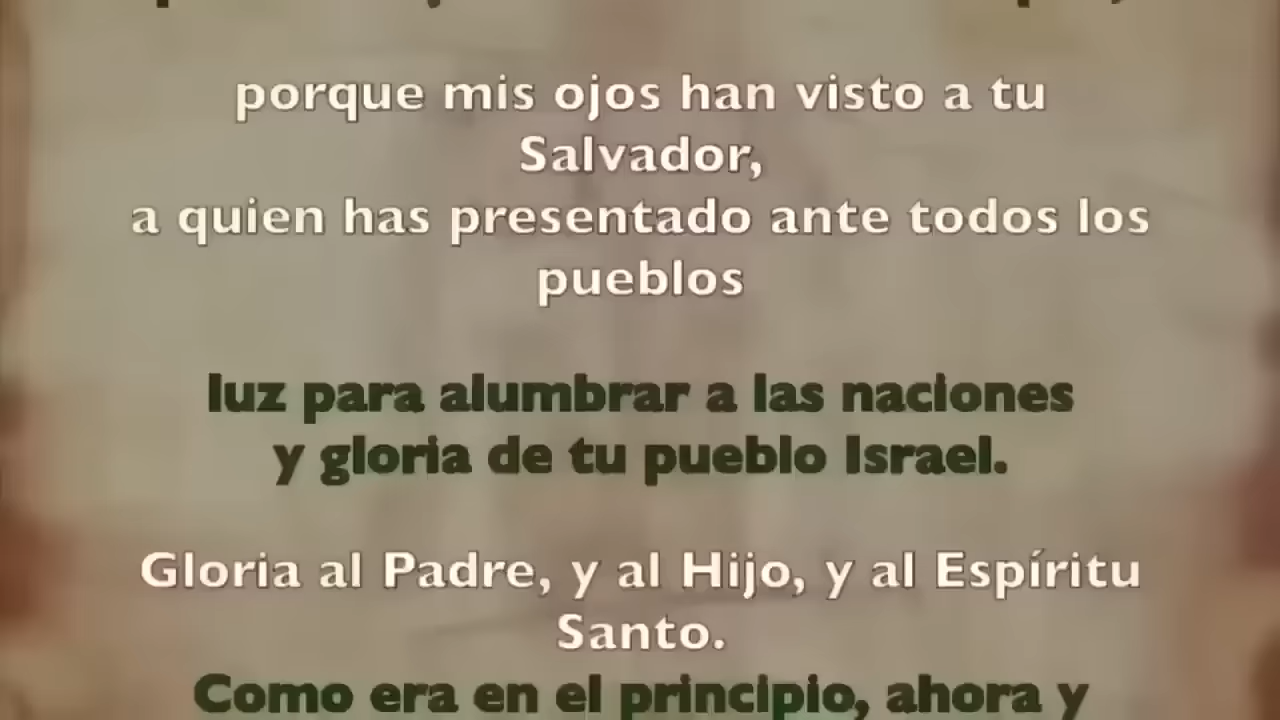 porque mis ojos han visto a tu
Salvador,
a quien has presentado ante todos los
pueblos
luz para alumbrar a las naciones
y gloria de tu pueblo Israel.
Gloria al Padre, y al Hijo, y al Espíritu
Santo.
Como era en el principio, ahora y